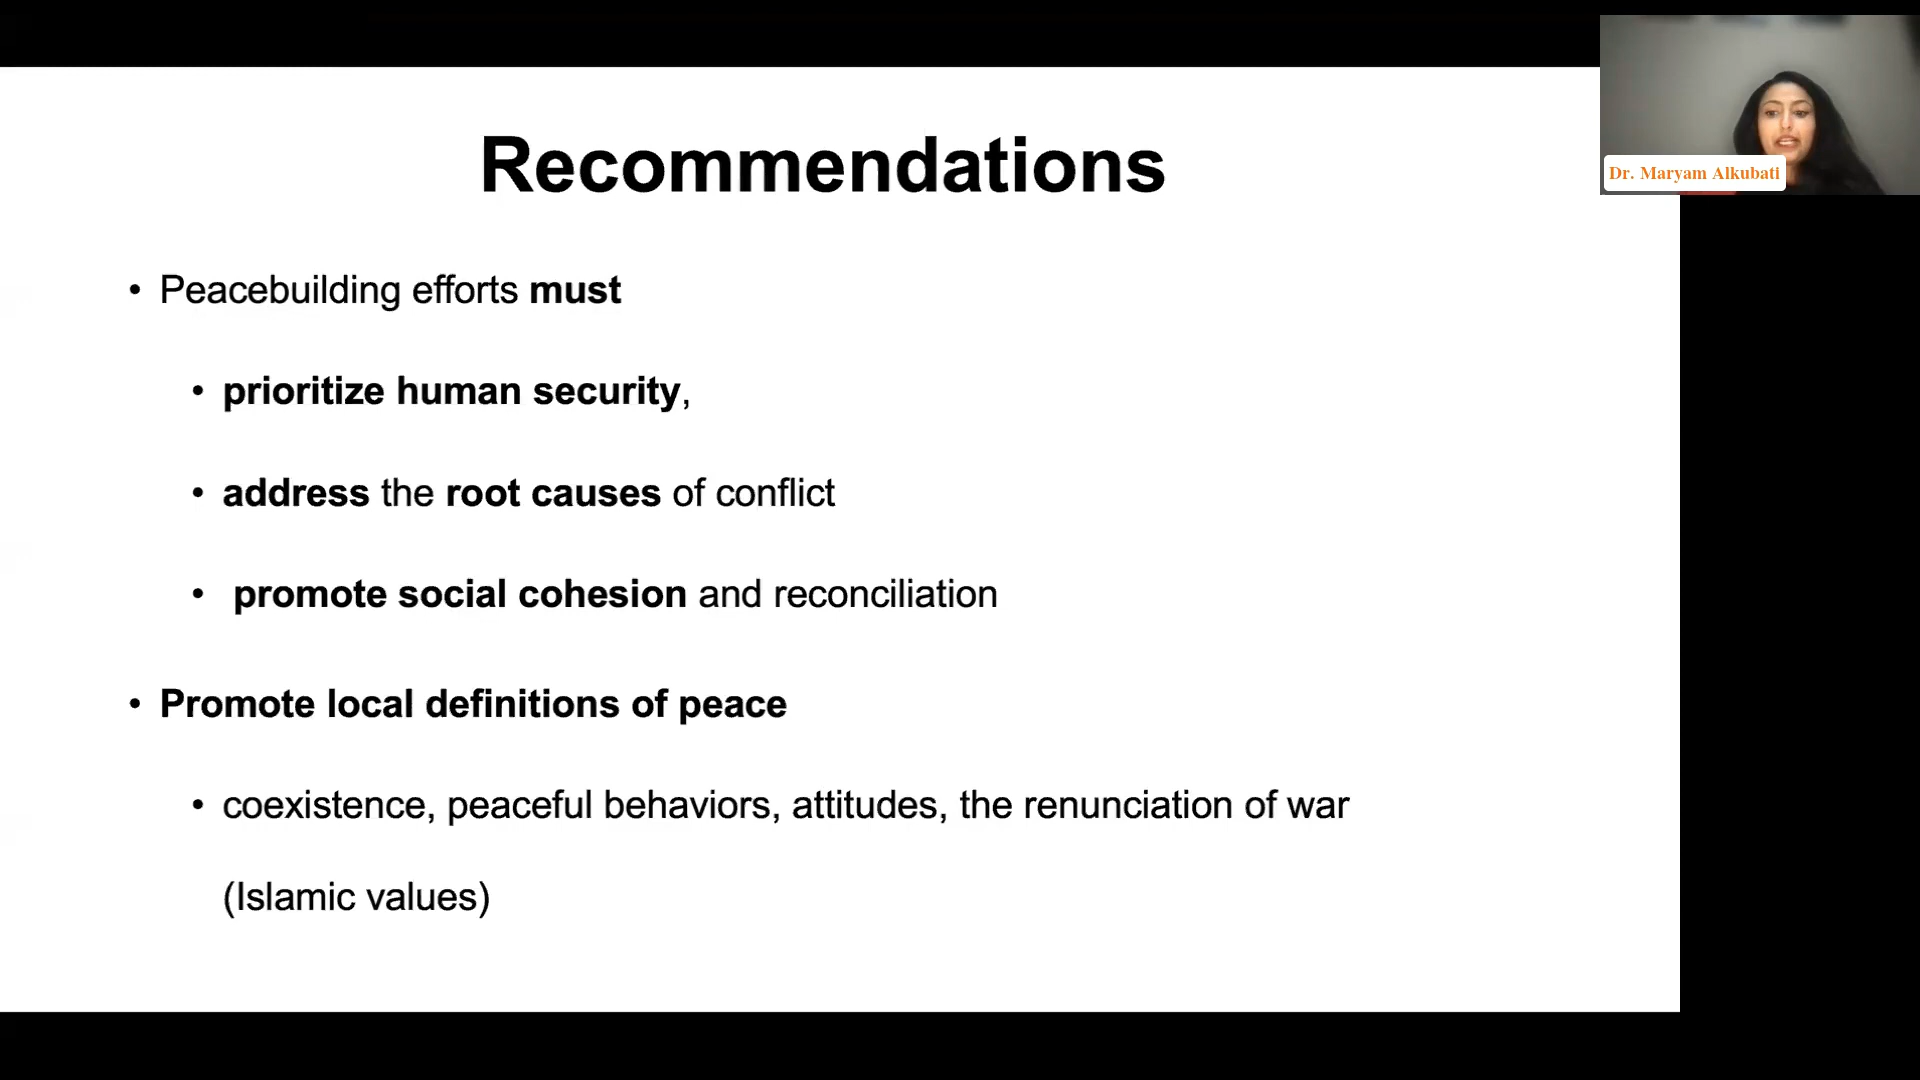 Recommendations
Dr. Maryam Alkubati
• Peacebuilding efforts must
• prioritize human security,
• address the root causes of conflict
• promote social cohesion and reconciliation
• Promote local definitions of peace
• coexistence, peaceful behaviors, attitudes, the renunciation of war
(Islamic values)